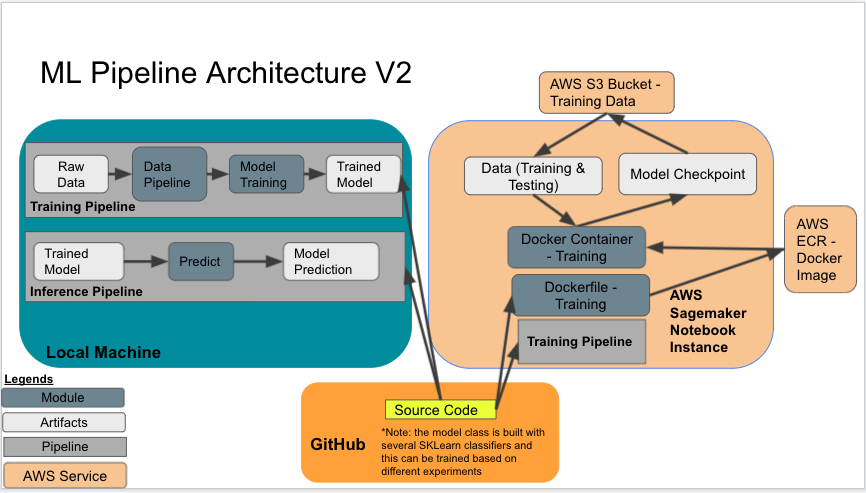 ML Pipeline Architecture V2
AWS S3 Bucket -
Training Data
Raw
Data
Data
Pipeline
Model
Training
Trained
Model
Training Pipeline
Trained
Model
Predict
Model
Prediction
Inference Pipeline
Local Machine
Data (Training &
Testing)
Model Checkpoint
Docker Container
- Training
Dockerfile -
Training
Training Pipeline
AWS
Sagemaker
Notebook
Instance
AWS
ECR -
Docker
Image
Legends
Module
Artifacts
Pipeline
AWS Service
Source Code
GitHub
*Note: the model class is built with
several SKLearn classifiers and
this can be trained based on
different experiments